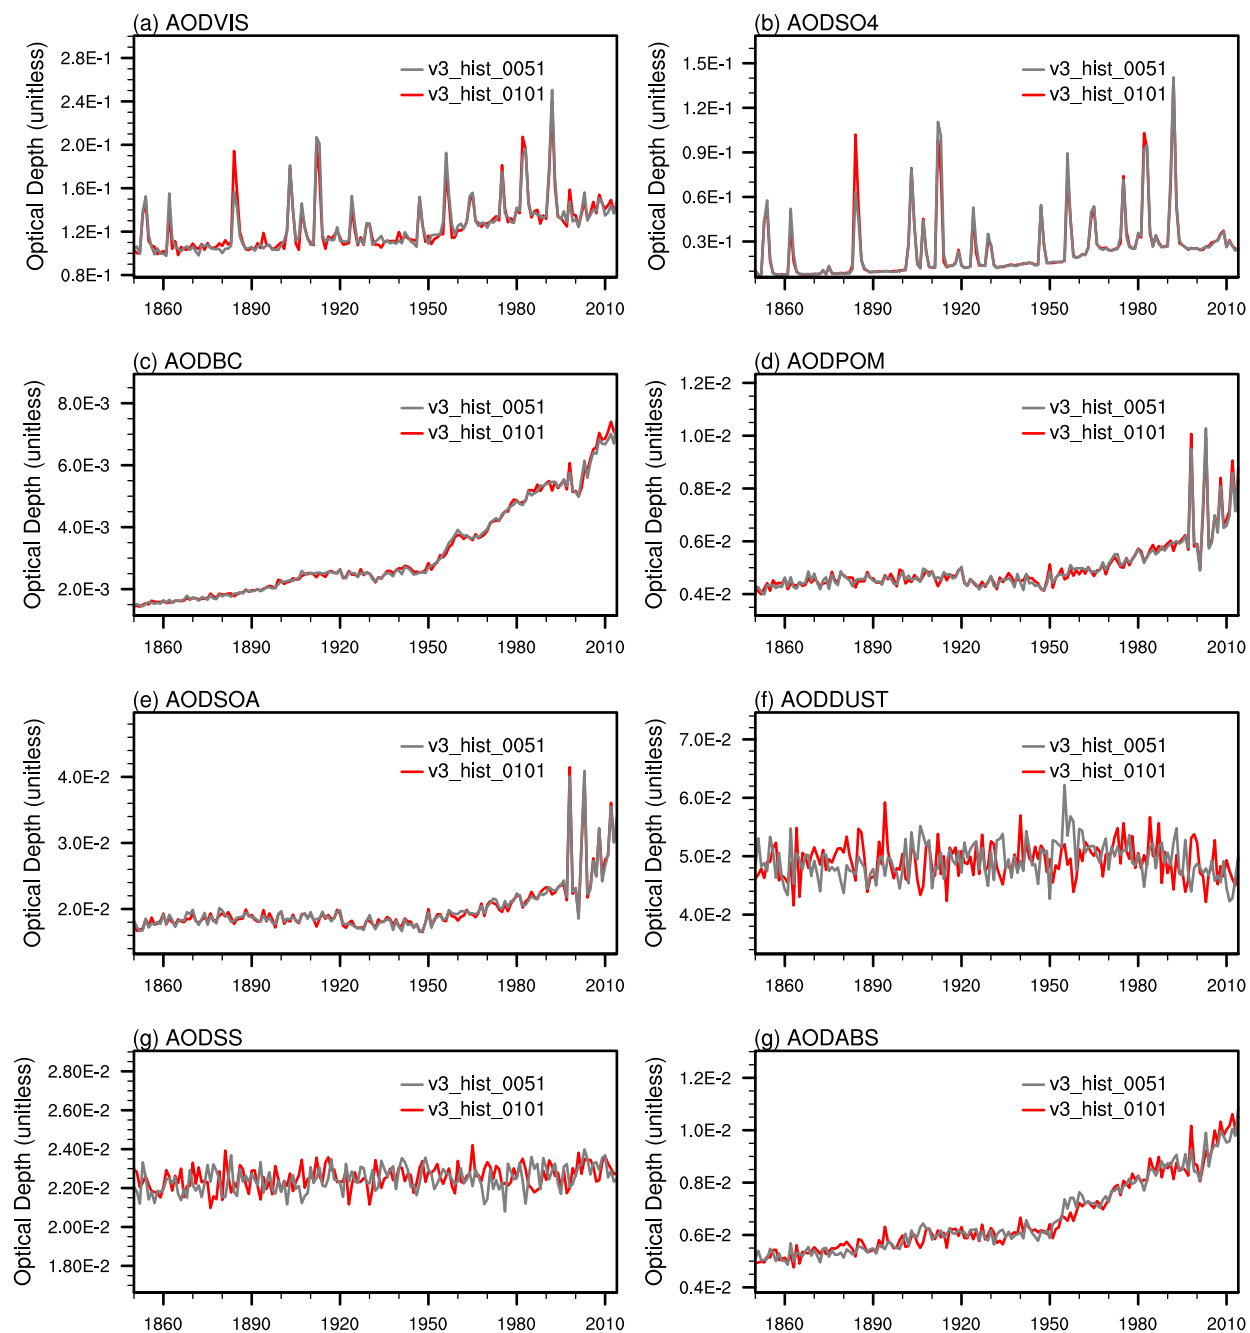 (a) AODVIS
Optical Depth (unitless)
2.8E-1
2.4E-1
2.0E-1
1.6E-1
1.2E-1
0.8E-1
v3_hist_0051
v3_hist_0101
1860 1890 1920 1950 1980 2010
(b) AODSO4
Optical Depth (unitless)
1.5E-1
1.2E-1
0.9E-1
0.6E-1
0.3E-1
v3_hist_0051
v3_hist_0101
1860 1890 1920 1950 1980 2010
(c) AODBC
Optical Depth (unitless)
8.0E-3
6.0E-3
4.0E-3
2.0E-3
v3_hist_0051
v3_hist_0101
1860 1890 1920 1950 1980 2010
(d) AODPOM
Optical Depth (unitless)
1.2E-2
1.0E-2
0.8E-2
0.6E-2
0.4E-2
v3_hist_0051
v3_hist_0101
1860 1890 1920 1950 1980 2010
(e) AODSOA
Optical Depth (unitless)
4.0E-2
3.0E-2
2.0E-2
v3_hist_0051
v3_hist_0101
1860 1890 1920 1950 1980 2010
(f) AODDUST
Optical Depth (unitless)
7.0E-2
6.0E-2
5.0E-2
4.0E-2
v3_hist_0051
v3_hist_0101
1860 1890 1920 1950 1980 2010
(g) AODSS
Optical Depth (unitless)
2.80E-2
2.60E-2
2.40E-2
2.20E-2
2.00E-2
1.80E-2
v3_hist_0051
v3_hist_0101
1860 1890 1920 1950 1980 2010
(g) AODABS
Optical Depth (unitless)
1.2E-2
1.0E-2
0.8E-2
0.6E-2
0.4E-2
v3_hist_0051
v3_hist_0101
1860 1890 1920 1950 1980 2010